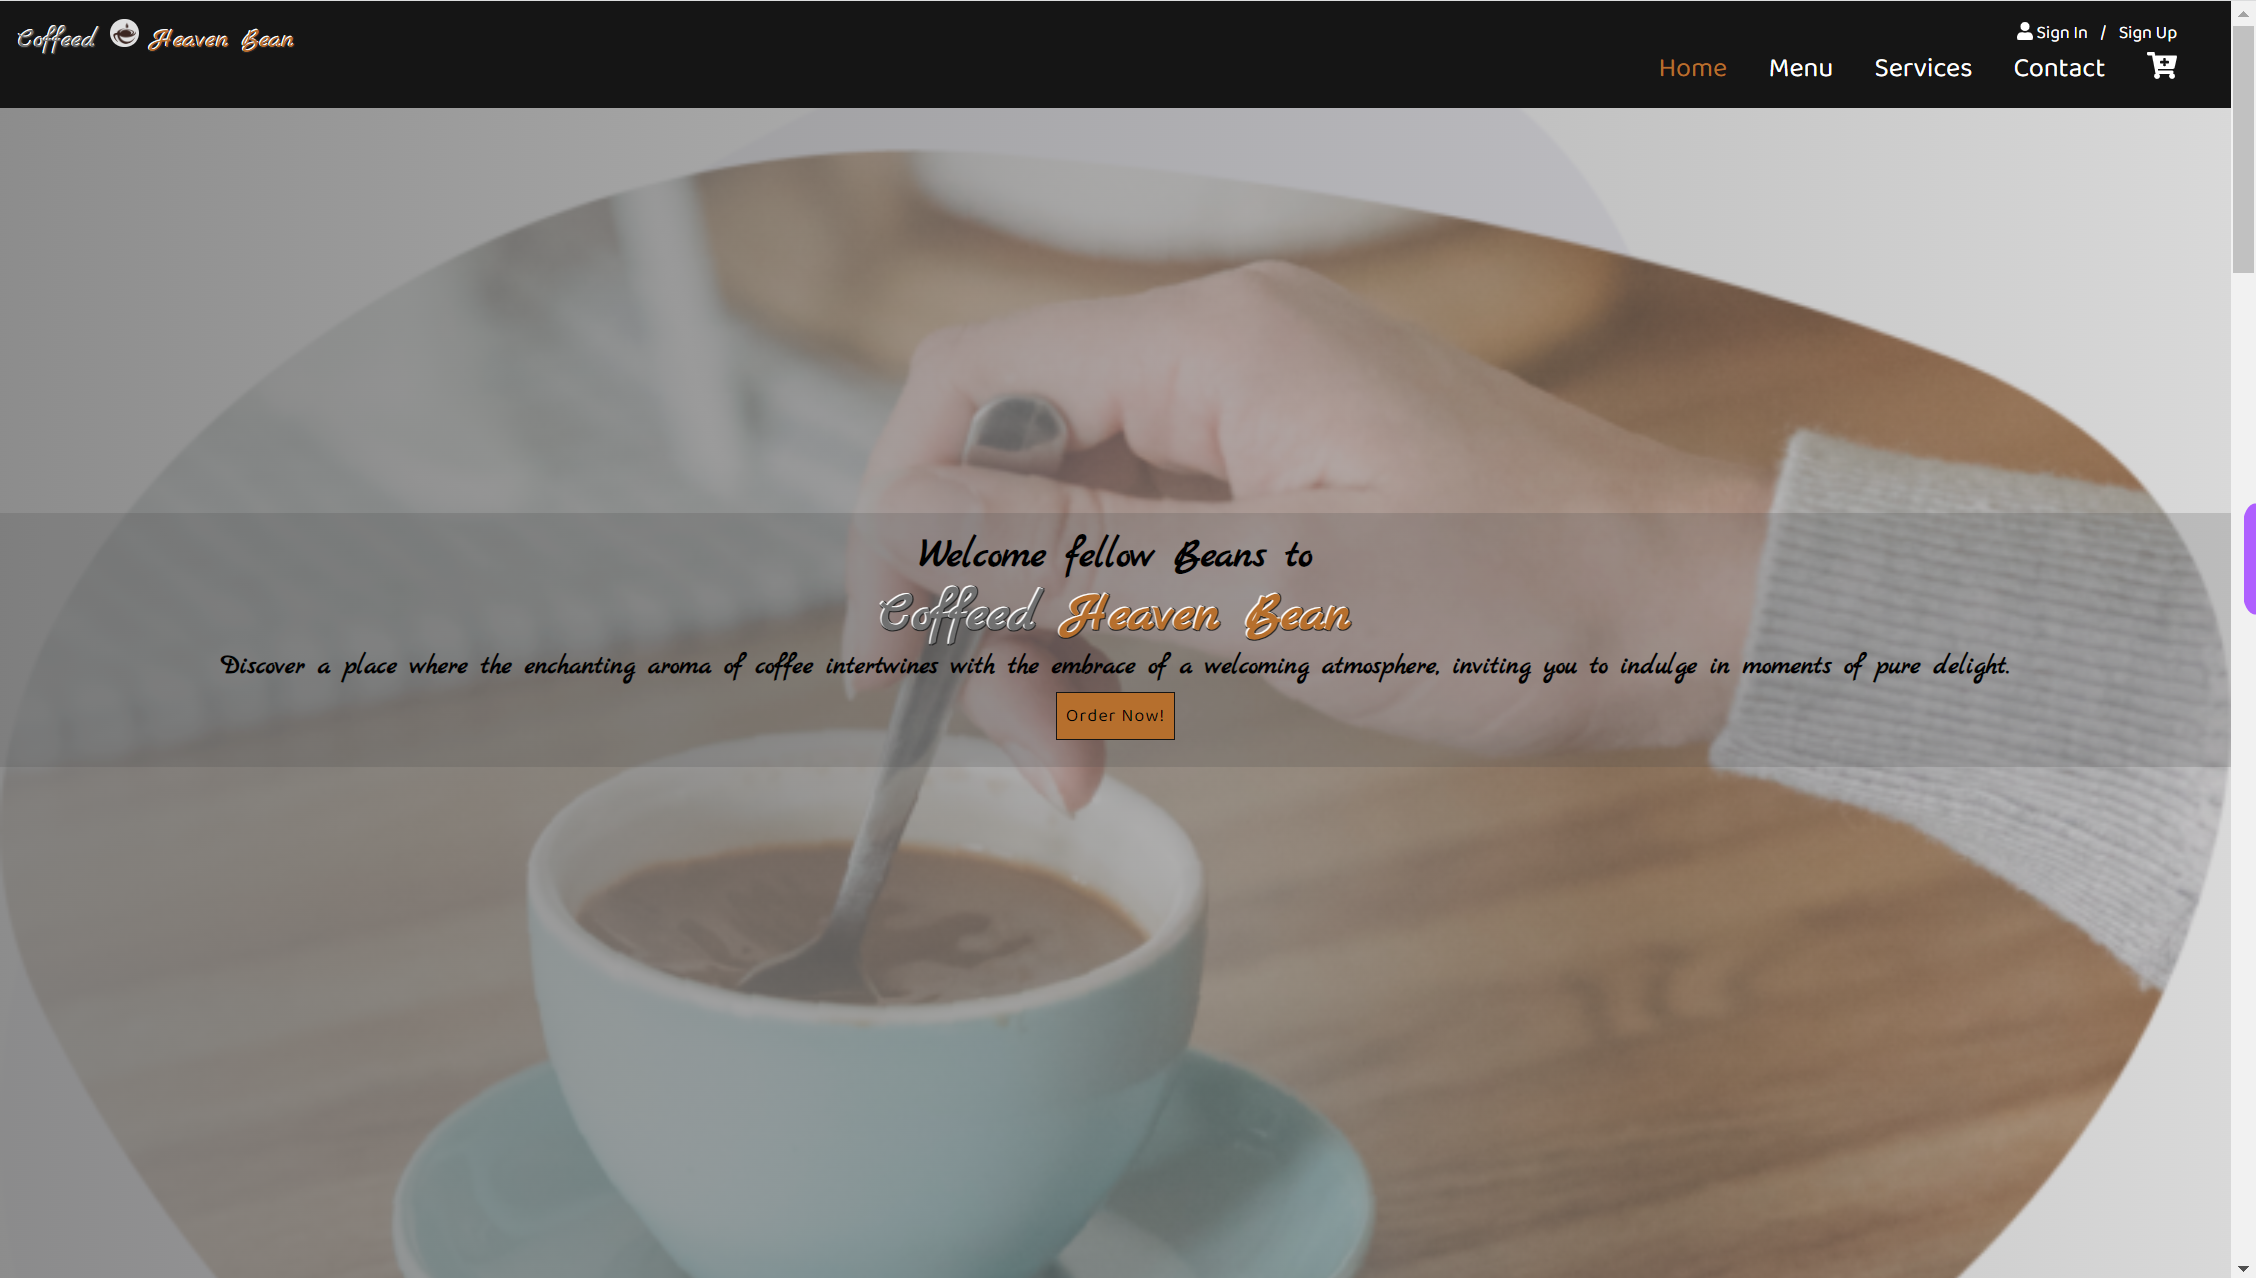 Coffeed Heaven Bean
Sign In / Sign Up
Home Menu Services Contact
Welcome fellow Beans to
Coffeed Heaven Bean
Discover a place where the enchanting aroma of coffee intertwines with the embrace of a welcoming atmosphere, inviting you to indulge in moments of pure delight.
Order Now!